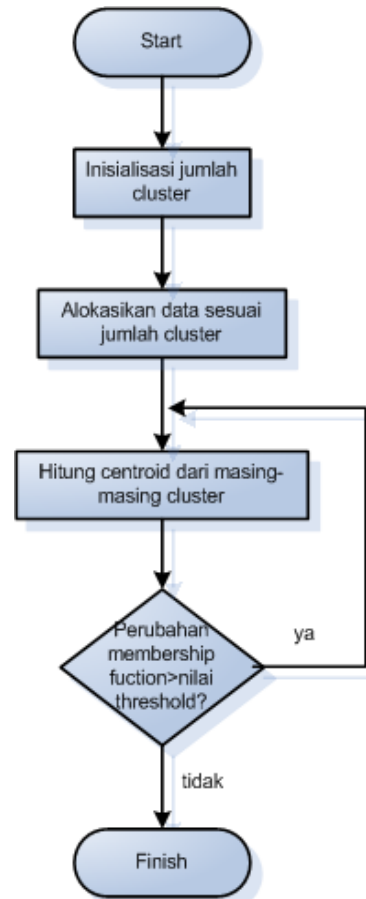 Start
Inisialisasi jumlah
cluster
Alokasikan data sesuai
jumlah cluster
Hitung centroid dari masing-
masing cluster
Perubahan
membership
fuction>nilai
threshold?
ya
tidak
Finish